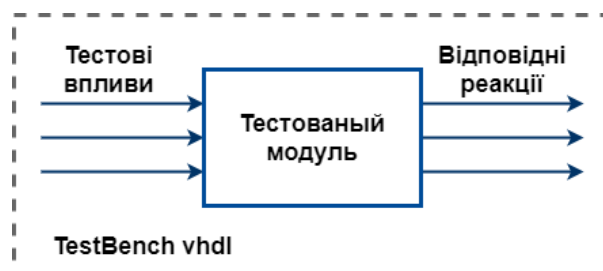 Тестові
впливи
Відповідні
реакції
Тестованый
модуль
TestBench vhdl